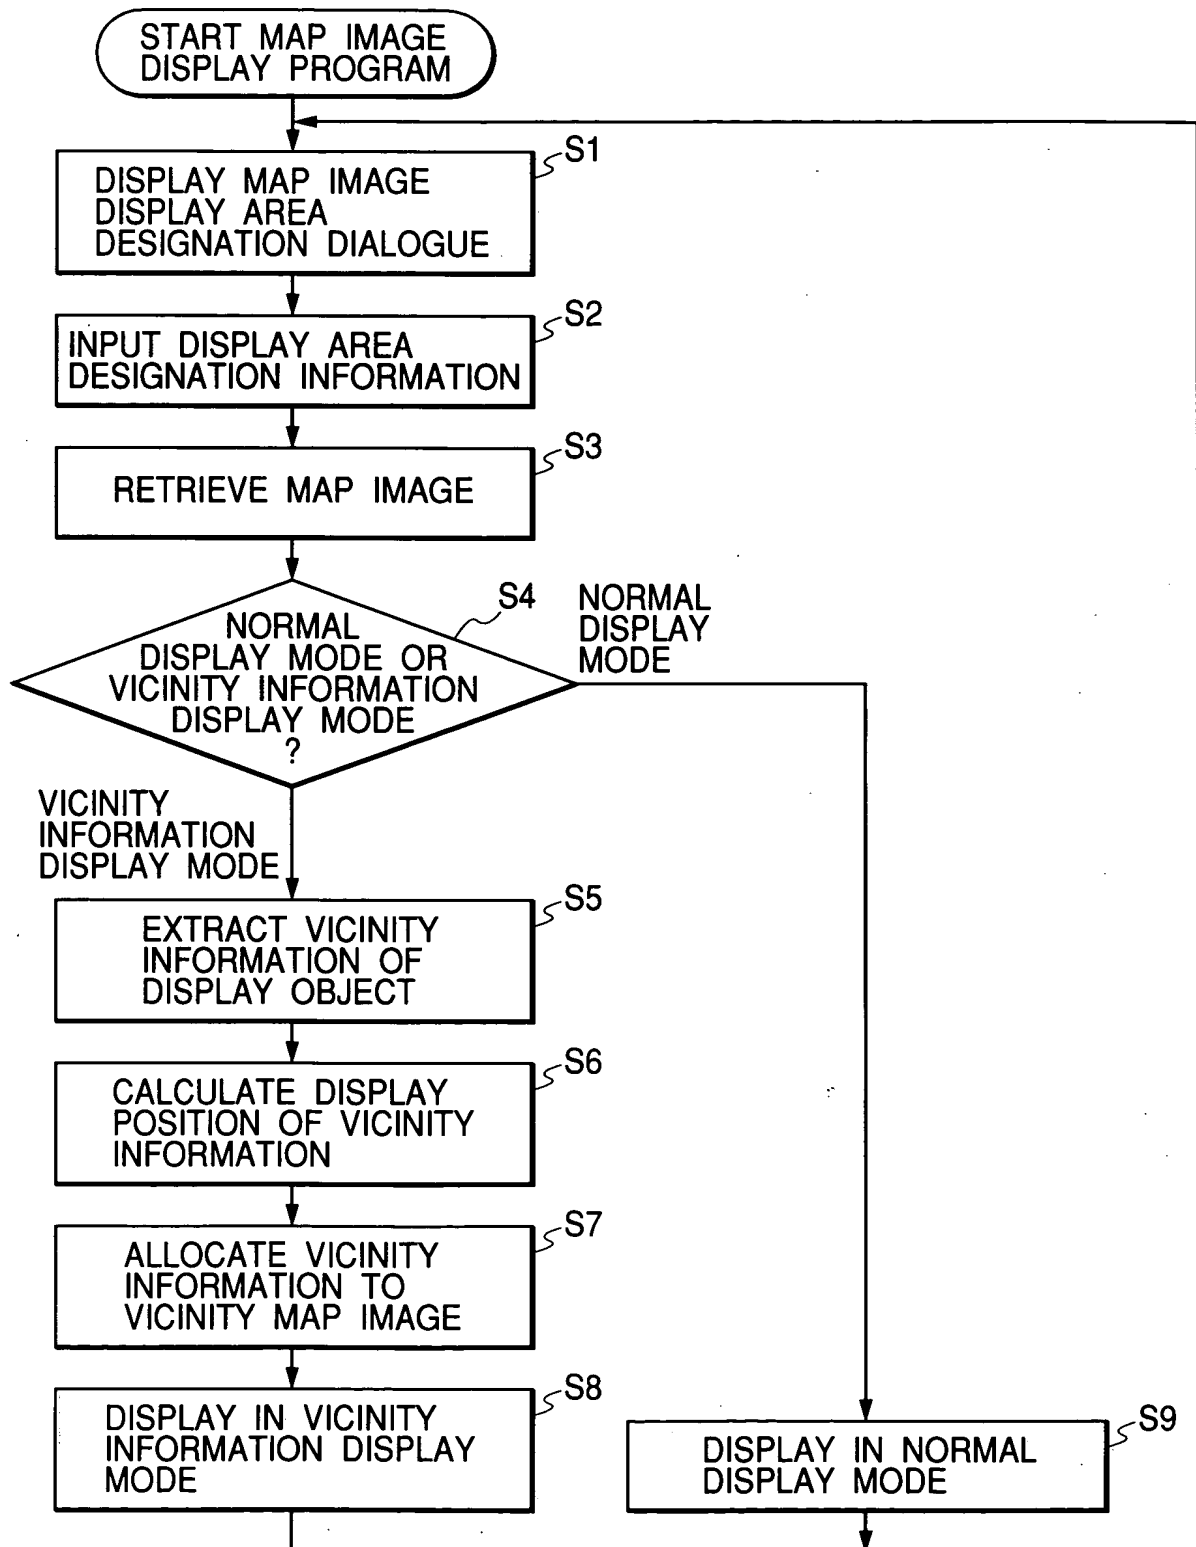 START MAP IMAGE
DISPLAY PROGRAM
S1
DISPLAY MAP IMAGE
DISPLAY AREA
DESIGNATION DIALOGUE
S2
INPUT DISPLAY AREA
DESIGNATION INFORMATION
S3
RETRIEVE MAP IMAGE
S4
NORMAL
DISPLAY MODE OR
VICINITY INFORMATION
DISPLAY MODE
?
NORMAL
DISPLAY
MODE
VICINITY
INFORMATION
DISPLAY MODE
S5
EXTRACT VICINITY
INFORMATION OF
DISPLAY OBJECT
S6
CALCULATE DISPLAY
POSITION OF VICINITY
INFORMATION
S7
ALLOCATE VICINITY
INFORMATION TO
VICINITY MAP IMAGE
S8
DISPLAY IN VICINITY
INFORMATION DISPLAY
MODE
S9
DISPLAY IN NORMAL
DISPLAY MODE